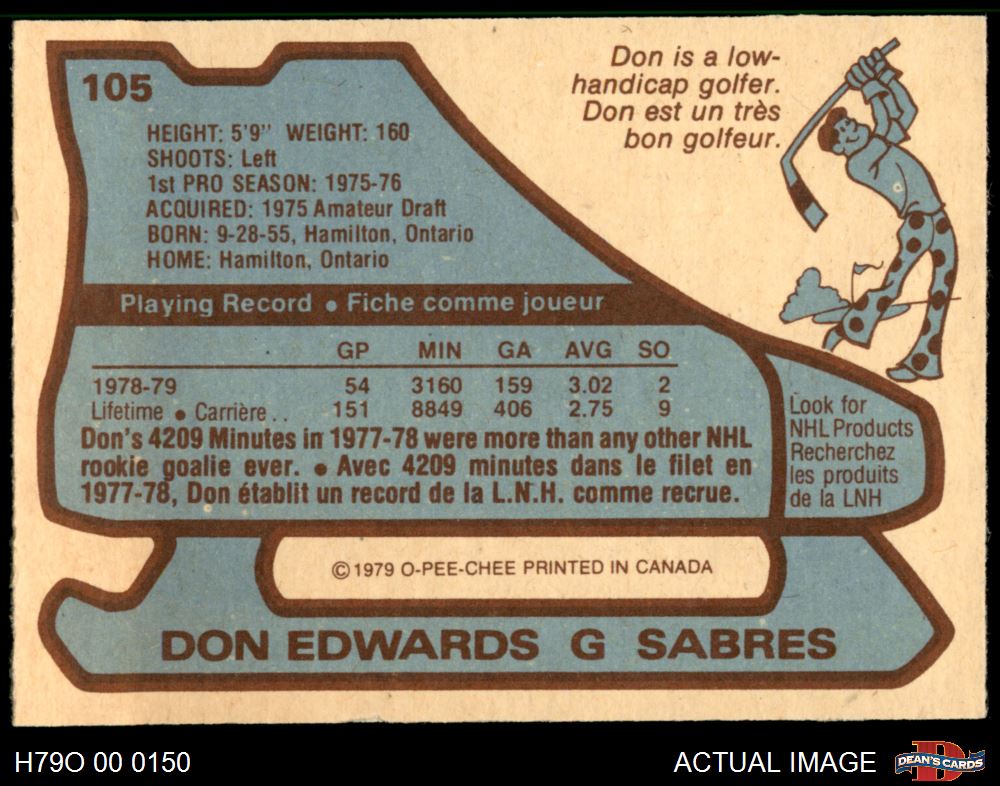 105
Don is a low-
handicap golfer.
Don est un très
bon golfeur.
HEIGHT: 5'9" WEIGHT: 160
SHOOTS: Left
1st PRO SEASON: 1975-76
ACQUIRED: 1975 Amateur Draft
BORN: 9-28-55, Hamilton, Ontario
HOME: Hamilton, Ontario
Playing Record • Fiche comme joueur
GP MIN GA AVG SO
1978-79 54 3160 159 3.02 2
Lifetime • Carrière . . 151 8849 406 2.75 9
Don's 4209 Minutes in 1977-78 were more than any other NHL
rookie goalie ever. • Avec 4209 minutes dans le filet en
1977-78, Don établit un record de la L.N.H. comme recrue.
Look for
NHL Products
Recherchez
les produits
de la LNH
© 1979 O-PEE-CHEE PRINTED IN CANADA
DON EDWARDS G SABRES
H79O 00 0150
ACTUAL IMAGE
DEAN'S CARDS